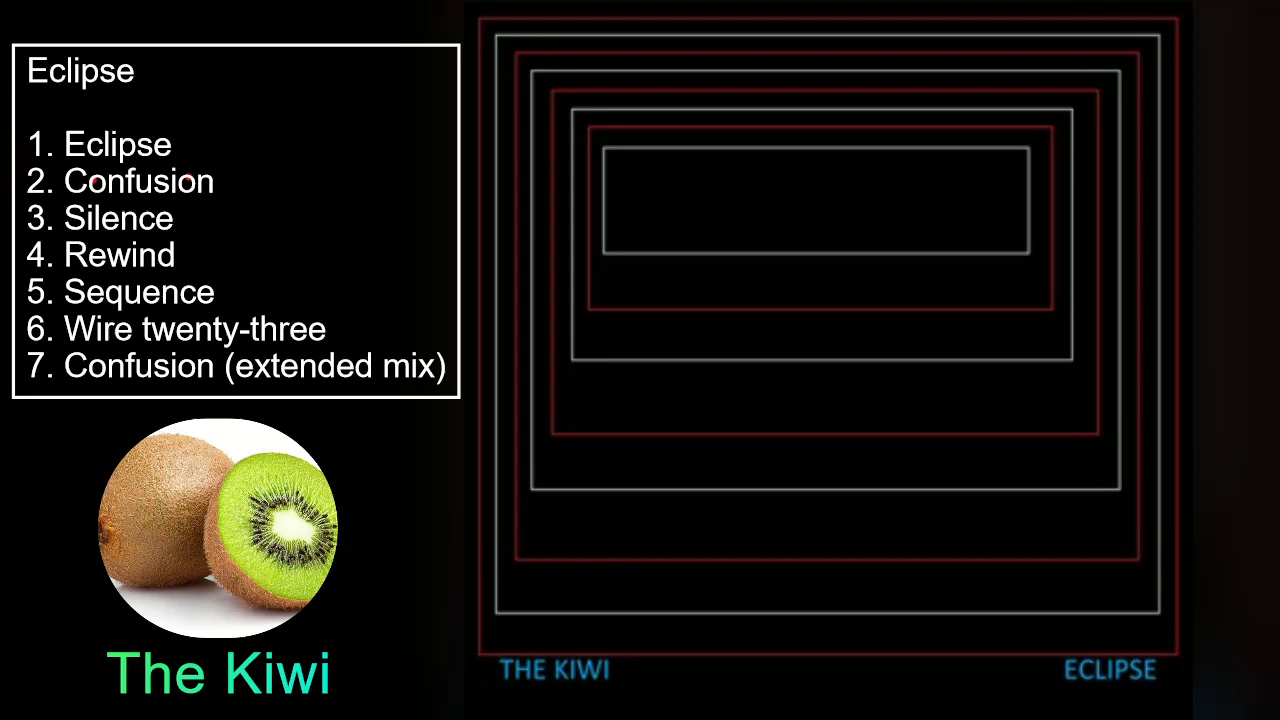 Eclipse
1. Eclipse
2. Confusion
3. Silence
4. Rewind
5. Sequence
6. Wire twenty-three
7. Confusion (extended mix)
The Kiwi
THE KIWI
ECLIPSE